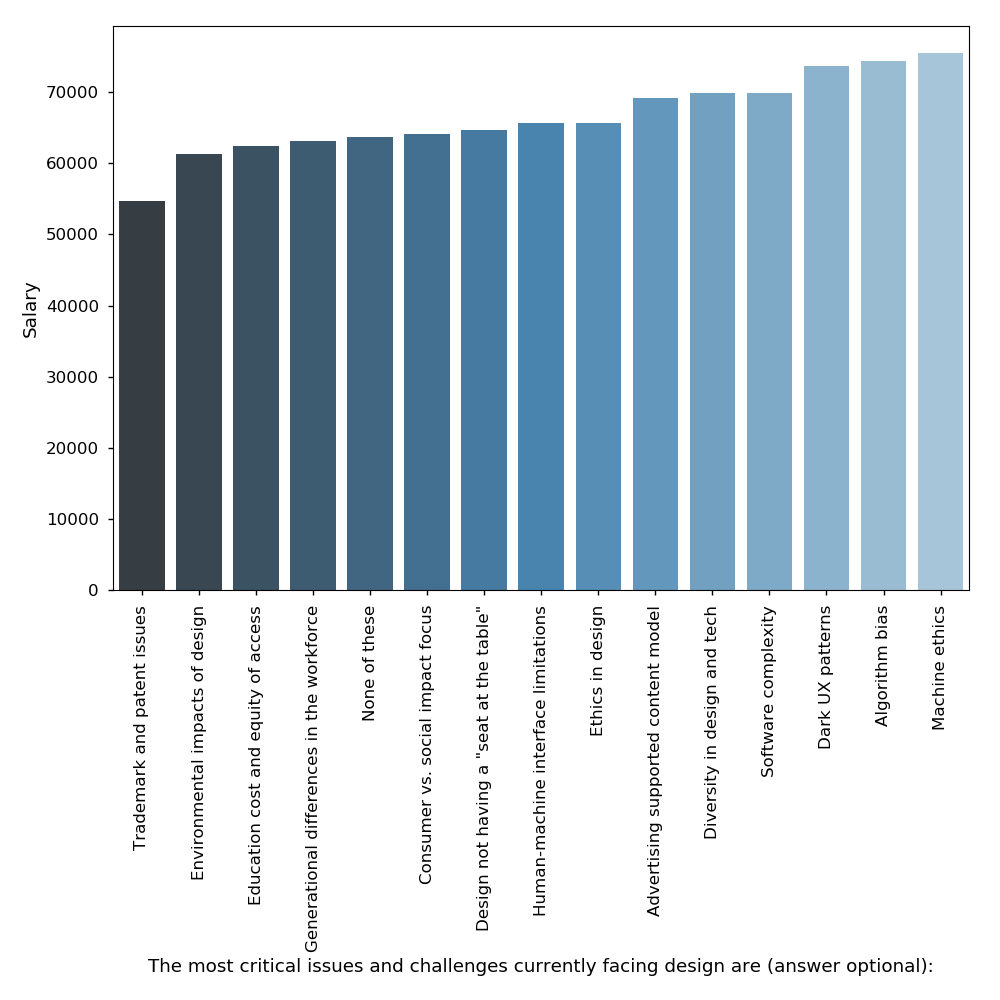 70000
60000
50000
40000
30000
20000
10000
0
Salary
Trademark and patent issues
Environmental impacts of design
Education cost and equity of access
Generational differences in the workforce
None of these
Consumer vs. social impact focus
Design not having a "seat at the table"
Human-machine interface limitations
Ethics in design
Advertising supported content model
Diversity in design and tech
Software complexity
Dark UX patterns
Algorithm bias
Machine ethics
The most critical issues and challenges currently facing design are (answer optional):